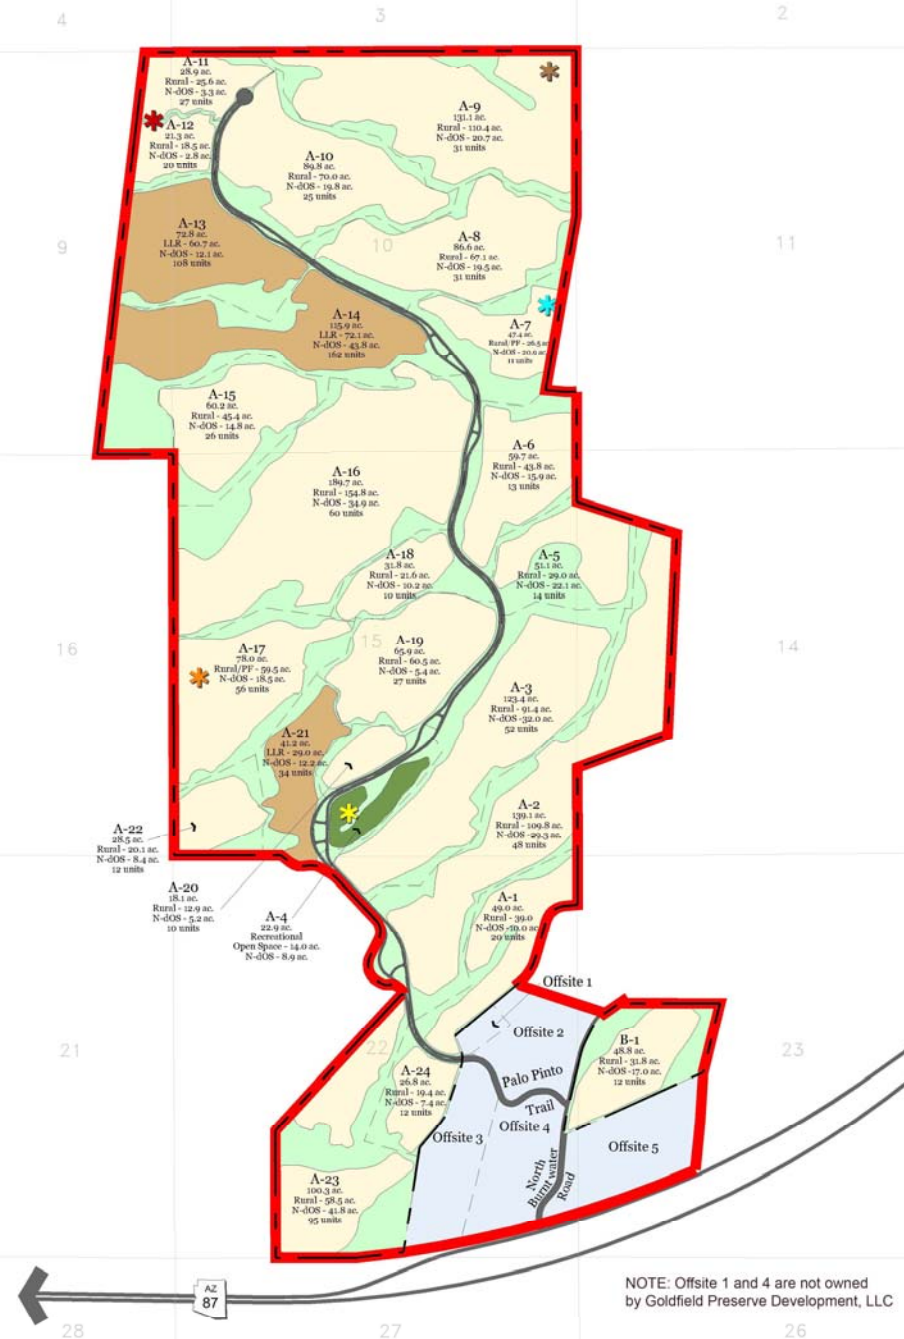 4
3
2
A-11
28.9 ac.
Rural - 25.6 ac.
N-dOS - 3.3 ac.
27 units
A-12
21.3 ac.
Rural - 18.5 ac.
N-dOS - 2.8 ac.
20 units
A-9
131.1 ac.
Rural - 110.4 ac.
N-dOS - 20.7 ac.
31 units
A-10
89.8 ac.
Rural - 70.0 ac.
N-dOS - 19.8 ac.
25 units
9
A-13
72.8 ac.
LLR - 60.7 ac.
N-dOS - 12.1 ac.
108 units
10
A-8
86.6 ac.
Rural - 67.1 ac.
N-dOS - 19.5 ac.
31 units
11
A-14
115.9 ac.
LLR - 72.1 ac.
N-dOS - 43.8 ac.
162 units
A-7
47.4 ac.
Rural/PF - 26.5 ac
N-dOS - 20.9 ac
11 units
A-15
60.2 ac.
Rural - 45.4 ac.
N-dOS - 14.8 ac.
26 units
A-6
59.7 ac.
Rural - 43.8 ac.
N-dOS - 15.9 ac.
13 units
A-16
189.7 ac.
Rural - 154.8 ac.
N-dOS - 34.9 ac.
60 units
A-18
31.8 ac.
Rural - 21.6 ac.
N-dOS - 10.2 ac.
10 units
A-5
51.1 ac.
Rural - 29.0 ac.
N-dOS - 22.1 ac.
14 units
16
A-17
78.0 ac.
Rural/PF - 59.5 ac.
N-dOS - 18.5 ac.
56 units
15
A-19
65.9 ac.
Rural - 60.5 ac.
N-dOS - 5.4 ac.
27 units
14
A-3
123.4 ac.
Rural - 91.4 ac.
N-dOS -32.0 ac.
52 units
A-21
41.2 ac.
LLR - 29.0 ac.
N-dOS - 12.2 ac.
34 units
A-2
139.1 ac.
Rural - 109.8 ac.
N-dOS -29.3 ac.
48 units
A-22
28.5 ac.
Rural - 20.1 ac.
N-dOS - 8.4 ac.
12 units
A-20
18.1 ac.
Rural - 12.9 ac.
N-dOS - 5.2 ac.
10 units
A-4
22.9 ac.
Recreational
Open Space - 14.0 ac.
N-dOS - 8.9 ac.
A-1
49.0 ac.
Rural - 39.0
N-dOS -10.0 ac.
20 units
Offsite 1
Offsite 2
21
22
23
B-1
48.8 ac.
Rural - 31.8 ac.
N-dOS -17.0 ac.
12 units
A-24
26.8 ac.
Rural - 19.4 ac.
N-dOS - 7.4 ac.
12 units
Palo Pinto
Trail
Offsite 3
Offsite 4
Offsite 5
North
Burnt water
Road
A-23
100.3 ac.
Rural - 58.5 ac.
N-dOS - 41.8 ac.
95 units
AZ
87
NOTE: Offsite 1 and 4 are not owned
by Goldfield Preserve Development, LLC
28
27
26